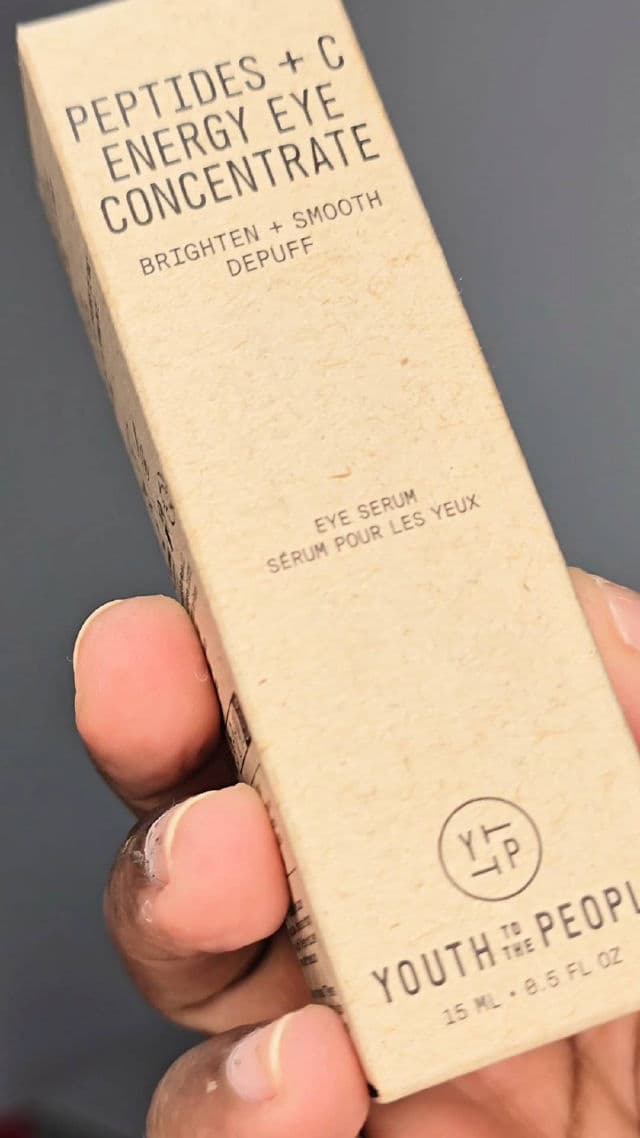 PEPTIDES + C
ENERGY EYE
CONCENTRATE
BRIGHTEN + SMOOTH
DEPUFF
EYE SERUM
SÉRUM POUR LES YEUX
YTTP
YOUTH TO THE PEOPL
15 ML • 0.5 FL OZ